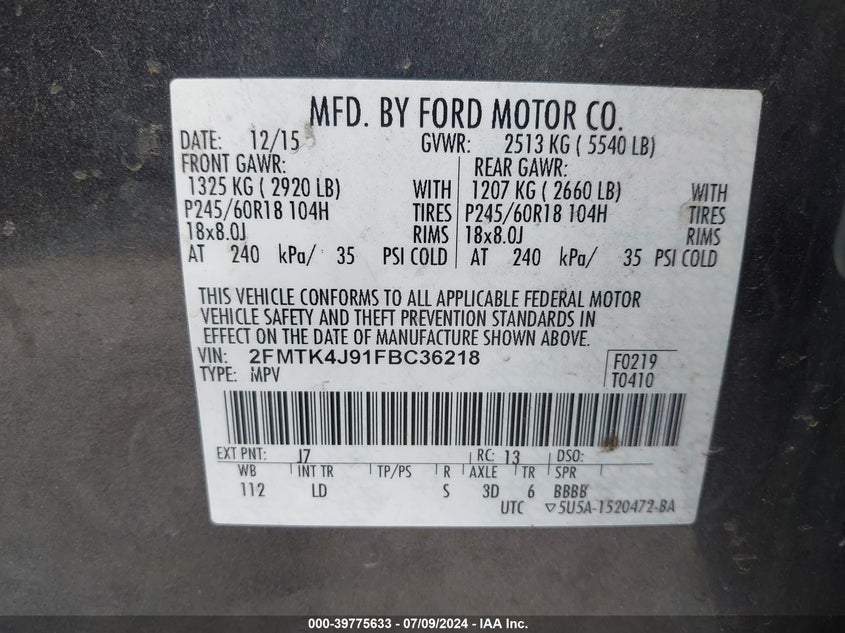 MFD. BY FORD MOTOR CO.
DATE: 12/15 GVWR: 2513 KG ( 5540 LB)
FRONT GAWR: REAR GAWR:
1325 KG ( 2920 LB) WITH 1207 KG ( 2660 LB) WITH
P245/60R18 104H TIRES P245/60R18 104H TIRES
18x8.0J RIMS 18x8.0J RIMS
AT 240 kPa/ 35 PSI COLD AT 240 kPa/ 35 PSI COLD
THIS VEHICLE CONFORMS TO ALL APPLICABLE FEDERAL MOTOR
VEHICLE SAFETY AND THEFT PREVENTION STANDARDS IN
EFFECT ON THE DATE OF MANUFACTURE SHOWN ABOVE.
VIN: 2FMTK4J91FBC36218 F0219
TYPE: MPV T0410
EXT PNT: J7 RC: 13 DSO:
WB INT TR TP/PS R AXLE TR SPR
112 LD S 3D 6 BBBB
UTC ▽5U5A-1520472-BA
000-39775633 - 07/09/2024 - IAA Inc.